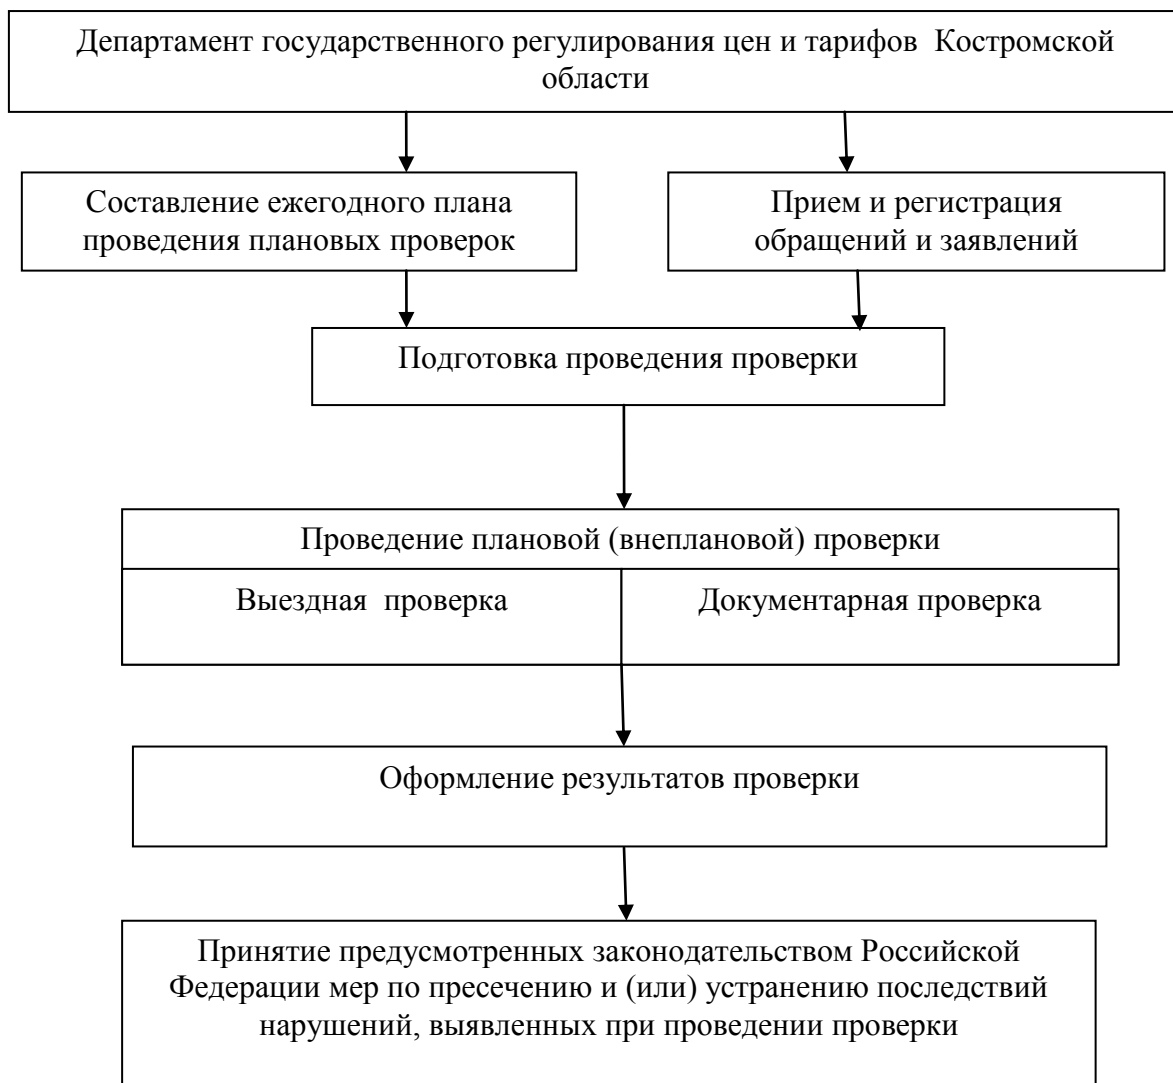 Департамент государственного регулирования цен и тарифов  Костромской
области
Составление ежегодного плана
проведения плановых проверок
Прием и регистрация
обращений и заявлений
Подготовка проведения проверки
Проведение плановой (внеплановой) проверки
Выездная  проверка
Документарная проверка
Оформление результатов проверки
Принятие предусмотренных законодательством Российской
Федерации мер по пресечению и (или) устранению последствий
нарушений, выявленных при проведении проверки